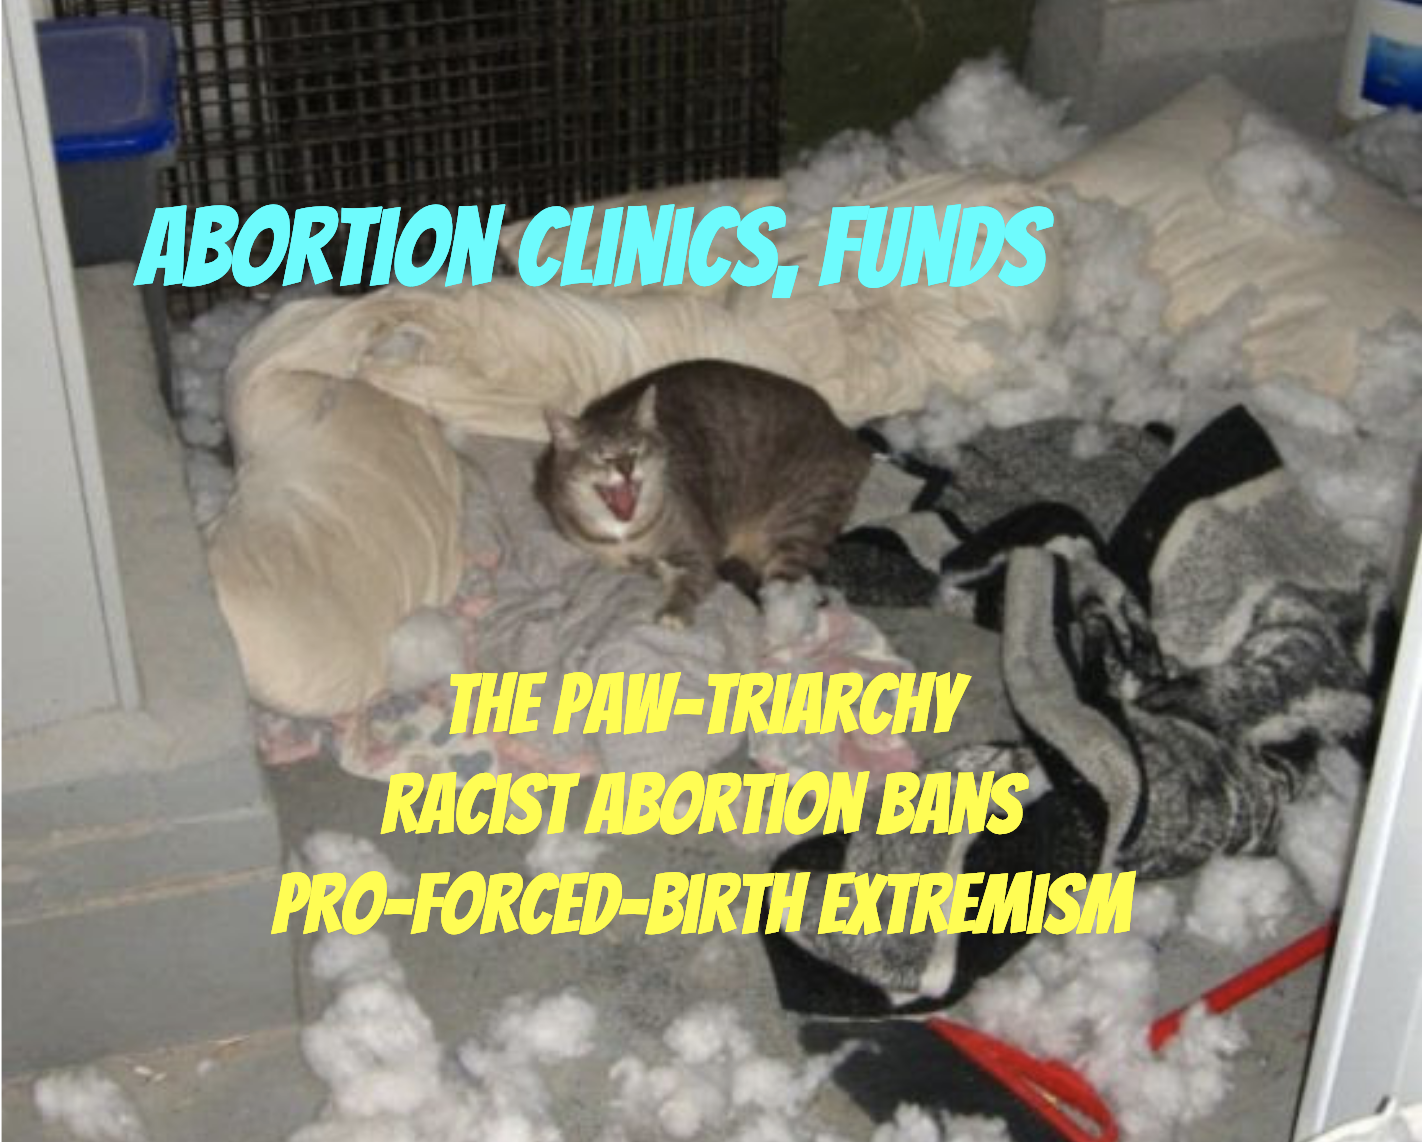 ABORTION CLINICS, FUNDS
THE PAW-TRIARCHY
RACIST ABORTION BANS
PRO-FORCED-BIRTH EXTREMISM